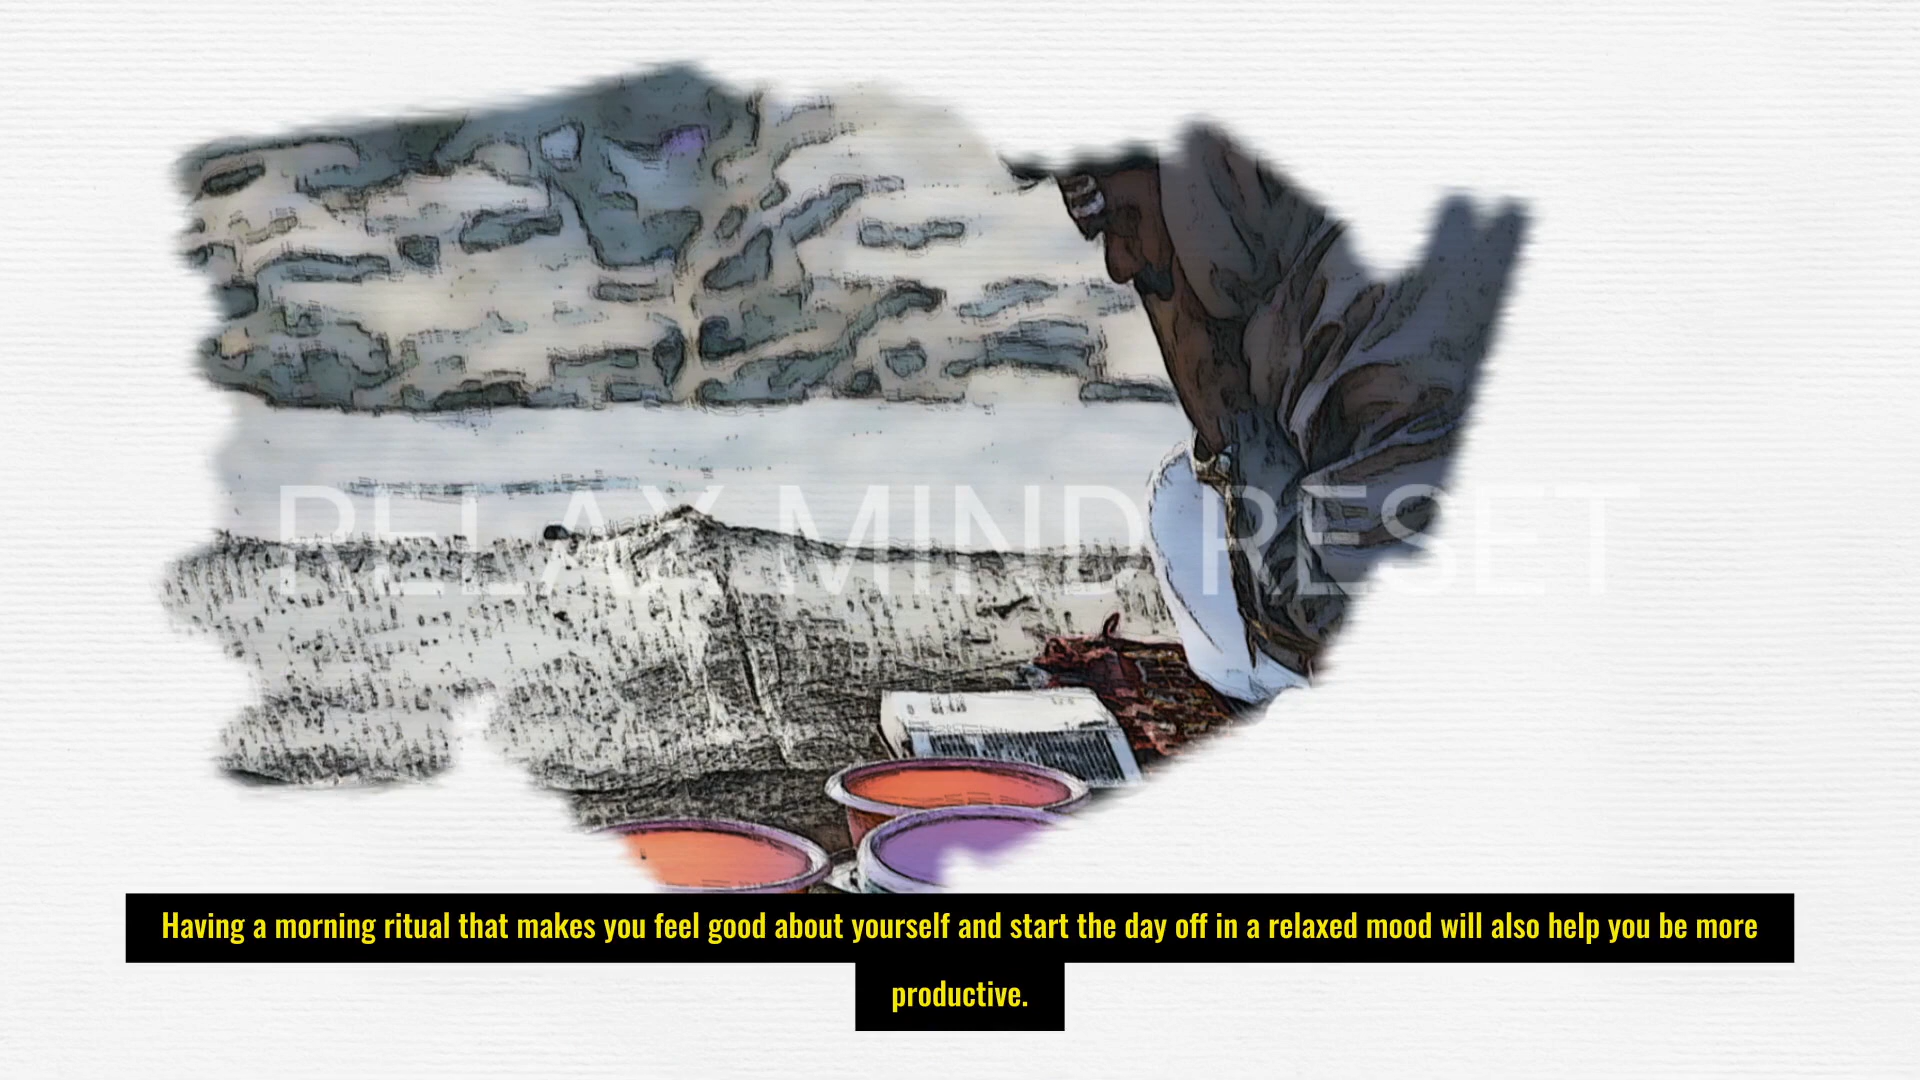 RELAX MIND RESET
Having a morning ritual that makes you feel good about yourself and start the day off in a relaxed mood will also help you be more
productive.